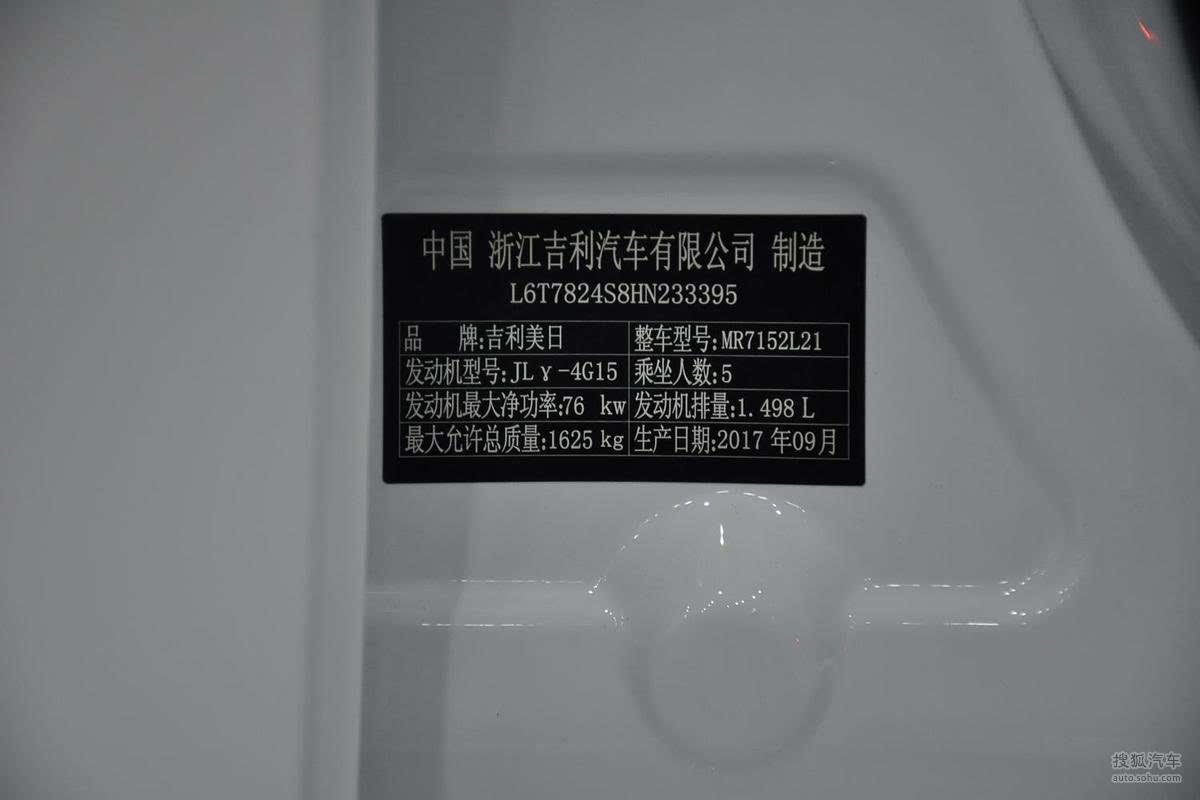 中国 浙江吉利汽车有限公司 制造
L6T7824S8HN233395
品 牌:吉利美日 整车型号:MR7152L21
发动机型号:JLγ-4G15 乘坐人数:5
发动机最大净功率:76 kw 发动机排量:1.498 L
最大允许总质量:1625 kg 生产日期:2017 年09月
搜狐汽车
auto.sohu.com